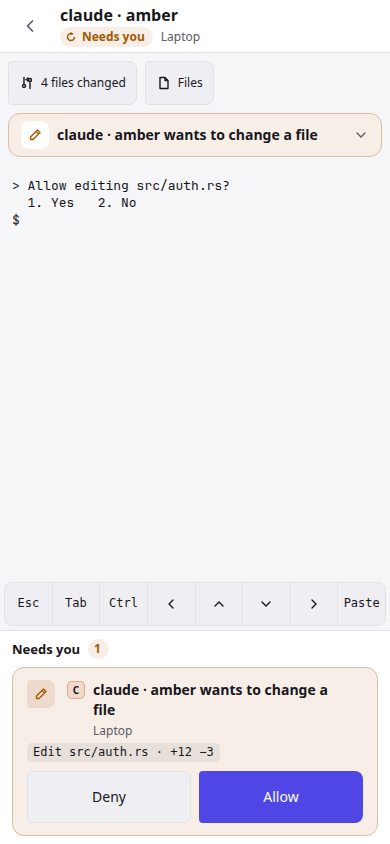 claude · amber
Needs you Laptop
4 files changed Files
claude · amber wants to change a file
> Allow editing src/auth.rs?
1. Yes 2. No
$
Esc Tab Ctrl Paste
Needs you 1
C claude · amber wants to change a
file
Laptop
Edit src/auth.rs · +12 −3
Deny Allow